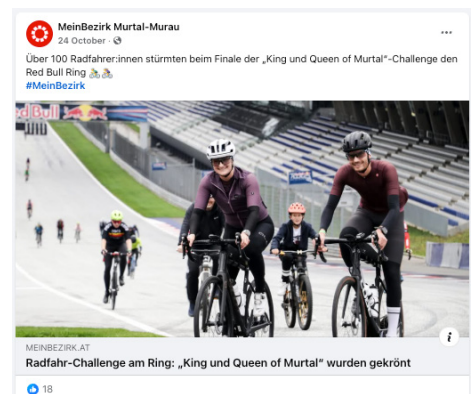 MeinBezirk Murtal-Murau
24 October ·
Über 100 Radfahrer:innen stürmten beim Finale der „King und Queen of Murtal“-Challenge den
Red Bull Ring
#MeinBezirk
d Bull
MEINBEZIRK.AT
Radfahr-Challenge am Ring: „King und Queen of Murtal“ wurden gekrönt
18